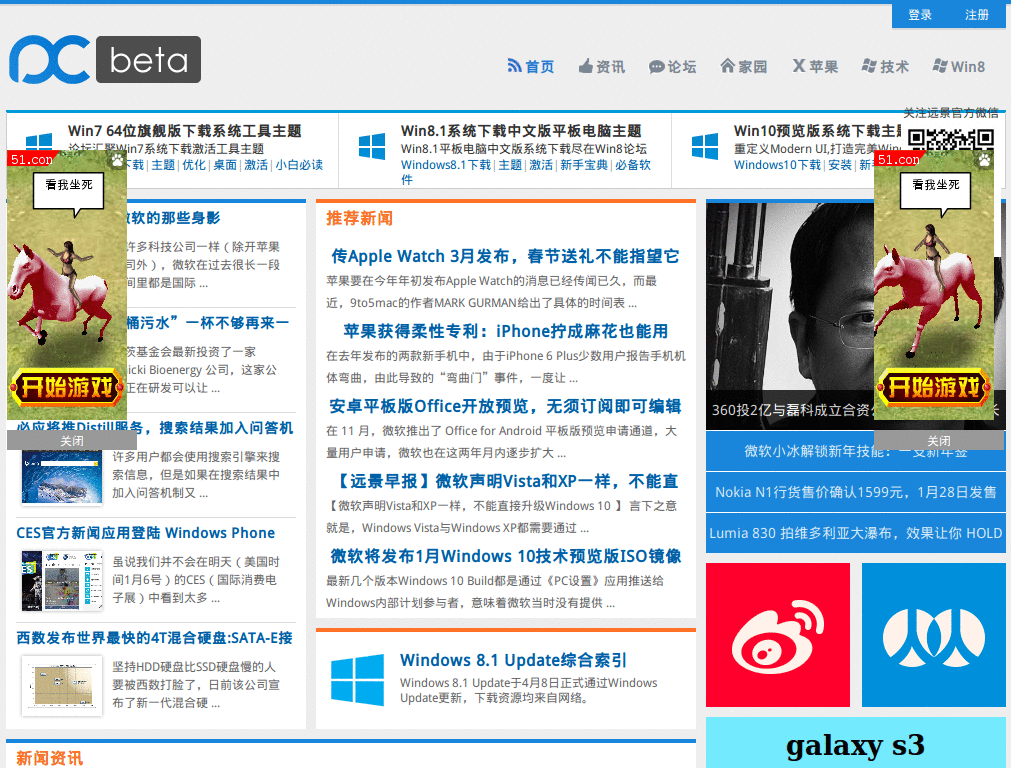 登录 注册
pc beta
首页 资讯 论坛 家园 苹果 技术 Win8
关注远景官方微信
Win7 64位旗舰版下载系统工具主题
论坛汇聚Win7系统下载激活工具主题
下载 | 主题 | 优化 | 桌面 | 激活 | 小白必读
Win8.1系统下载中文版平板电脑主题
Win8.1平板中文版系统下载尽在Win8论坛
Windows8.1下载 | 主题 | 激活 | 新手宝典 | 必备软
件
Win10预览版系统下载主
重定义Modern UI,打造完美Win
Windows10下载 | 安装 | 新
51.com
看我坐死
开始游戏
关闭
51.com
看我坐死
开始游戏
关闭
软的那些身影
许多科技公司一样（除开苹果
司外），微软在过去很长一段
间里都是国际 ...
桶污水”一杯不够再来一
茨基金会最新投资了一家
icki Bioenergy 公司，这家公
正在研发可以让 ...
必应将推Distill服务，搜索结果加入问答机
许多用户都会使用搜索引擎来搜
索信息，但是如果在搜索结果中
加入问答机制又 ...
CES官方新闻应用登陆 Windows Phone
虽说我们并不会在明天（美国时
间1月6号）的CES（国际消费电
子展）中看到太多 ...
西数发布世界最快的4T混合硬盘:SATA-E接
坚持HDD硬盘比SSD硬盘慢的人
要被西数打脸了，日前该公司宣
布了新一代混合硬 ...
推荐新闻
传Apple Watch 3月发布，春节送礼不能指望它
苹果要在今年年初发布Apple Watch的消息已经传闻已久，而最
近，9to5mac的作者MARK GURMAN给出了具体的时间表 ...
苹果获得柔性专利：iPhone拧成麻花也能用
在去年发布的两款新手机中，由于iPhone 6 Plus少数用户报告手机机
体弯曲，由此导致的“弯曲门”事件，一度让 ...
安卓平板版Office开放预览，无须订阅即可编辑
在 11 月，微软推出了 Office for Android 平板版预览申请通道，大
量用户申请，微软也在这两年月内逐步扩大 ...
【远景早报】微软声明Vista和XP一样，不能直
【微软声明Vista和XP一样，不能直接升级Windows 10 】 言下之意
就是，Windows Vista与Windows XP都需要通过 ...
微软将发布1月Windows 10技术预览版ISO镜像
最新几个版本Windows 10 Build都是通过《PC设置》应用推送给
Windows内部计划参与者，意味着微软当时没有提供 ...
Windows 8.1 Update综合索引
Windows 8.1 Update于4月8日正式通过Windows
Update更新，下载资源均来自网络。
360投2亿与磊科成立合资公 长
微软小冰解锁新年技能：一支新年签
Nokia N1行货售价确认1599元，1月28日发售
Lumia 830 拍维多利亚大瀑布，效果让你 HOLD
galaxy s3
新闻资讯